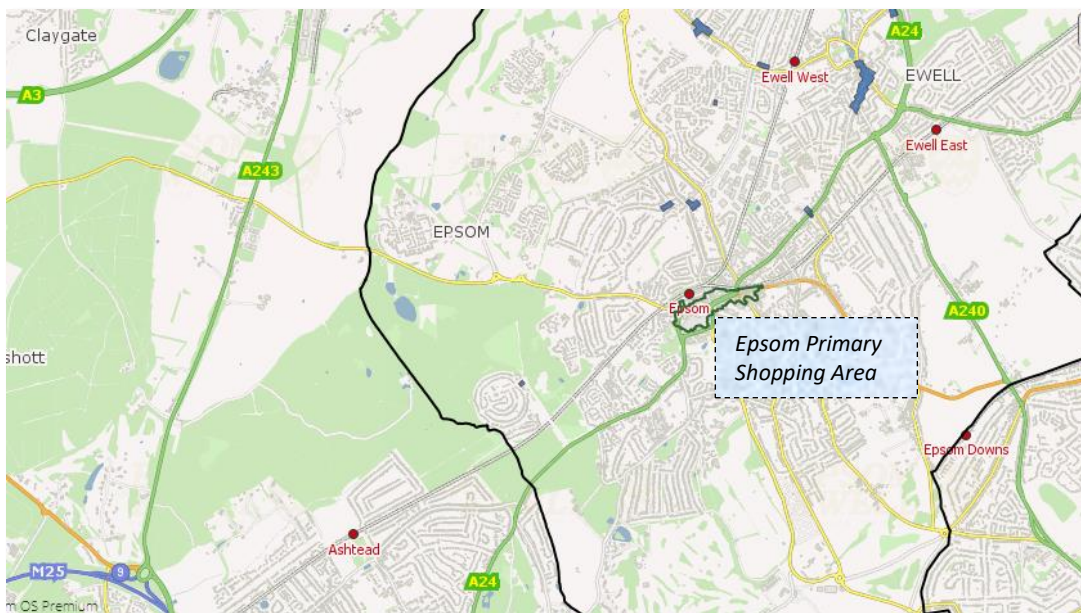 Claygate
A24
Ewell West
EWELL
A3
Ewell East
A243
EPSOM
Epsom
A240
Epsom Primary
Shopping Area
shott
Epsom Downs
Ashtead
M25
9
A24
m OS Premium